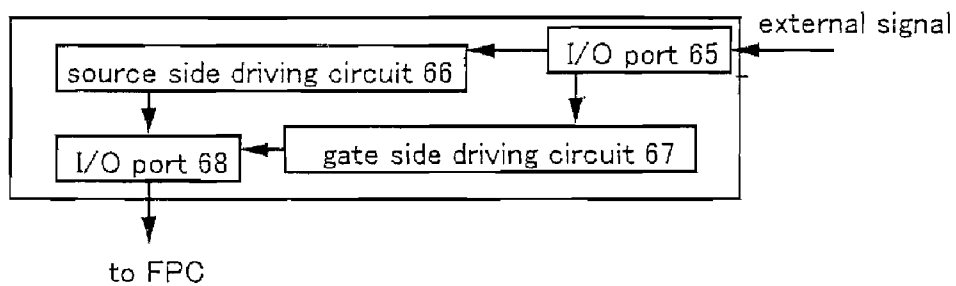 external signal
I/O port 65
source side driving circuit 66
I/O port 68
gate side driving circuit 67
to FPC